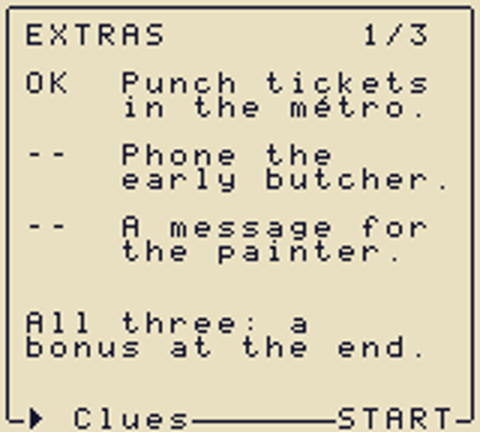 EXTRAS 1/3
OK Punch tickets
in the métro.
-- Phone the
early butcher.
-- A message for
the painter.
All three: a
bonus at the end.
Clues START